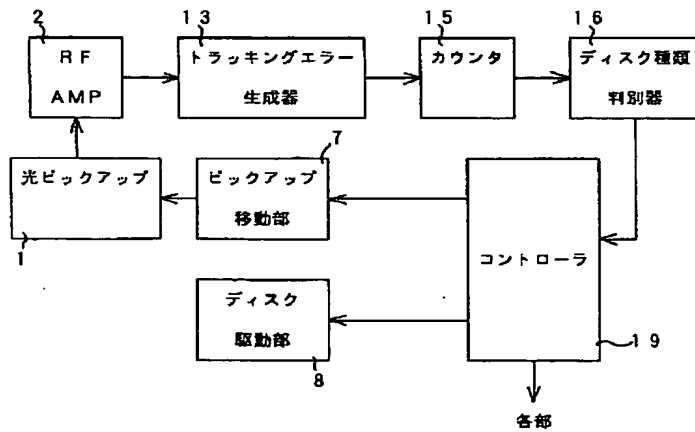 2
13
15
16
RF
AMP
トラッキングエラー
生成器
カウンタ
ディスク種類
判別器
光ピックアップ
1
7
ピックアップ
移動部
コントローラ
ディスク
駆動部
8
19
各部